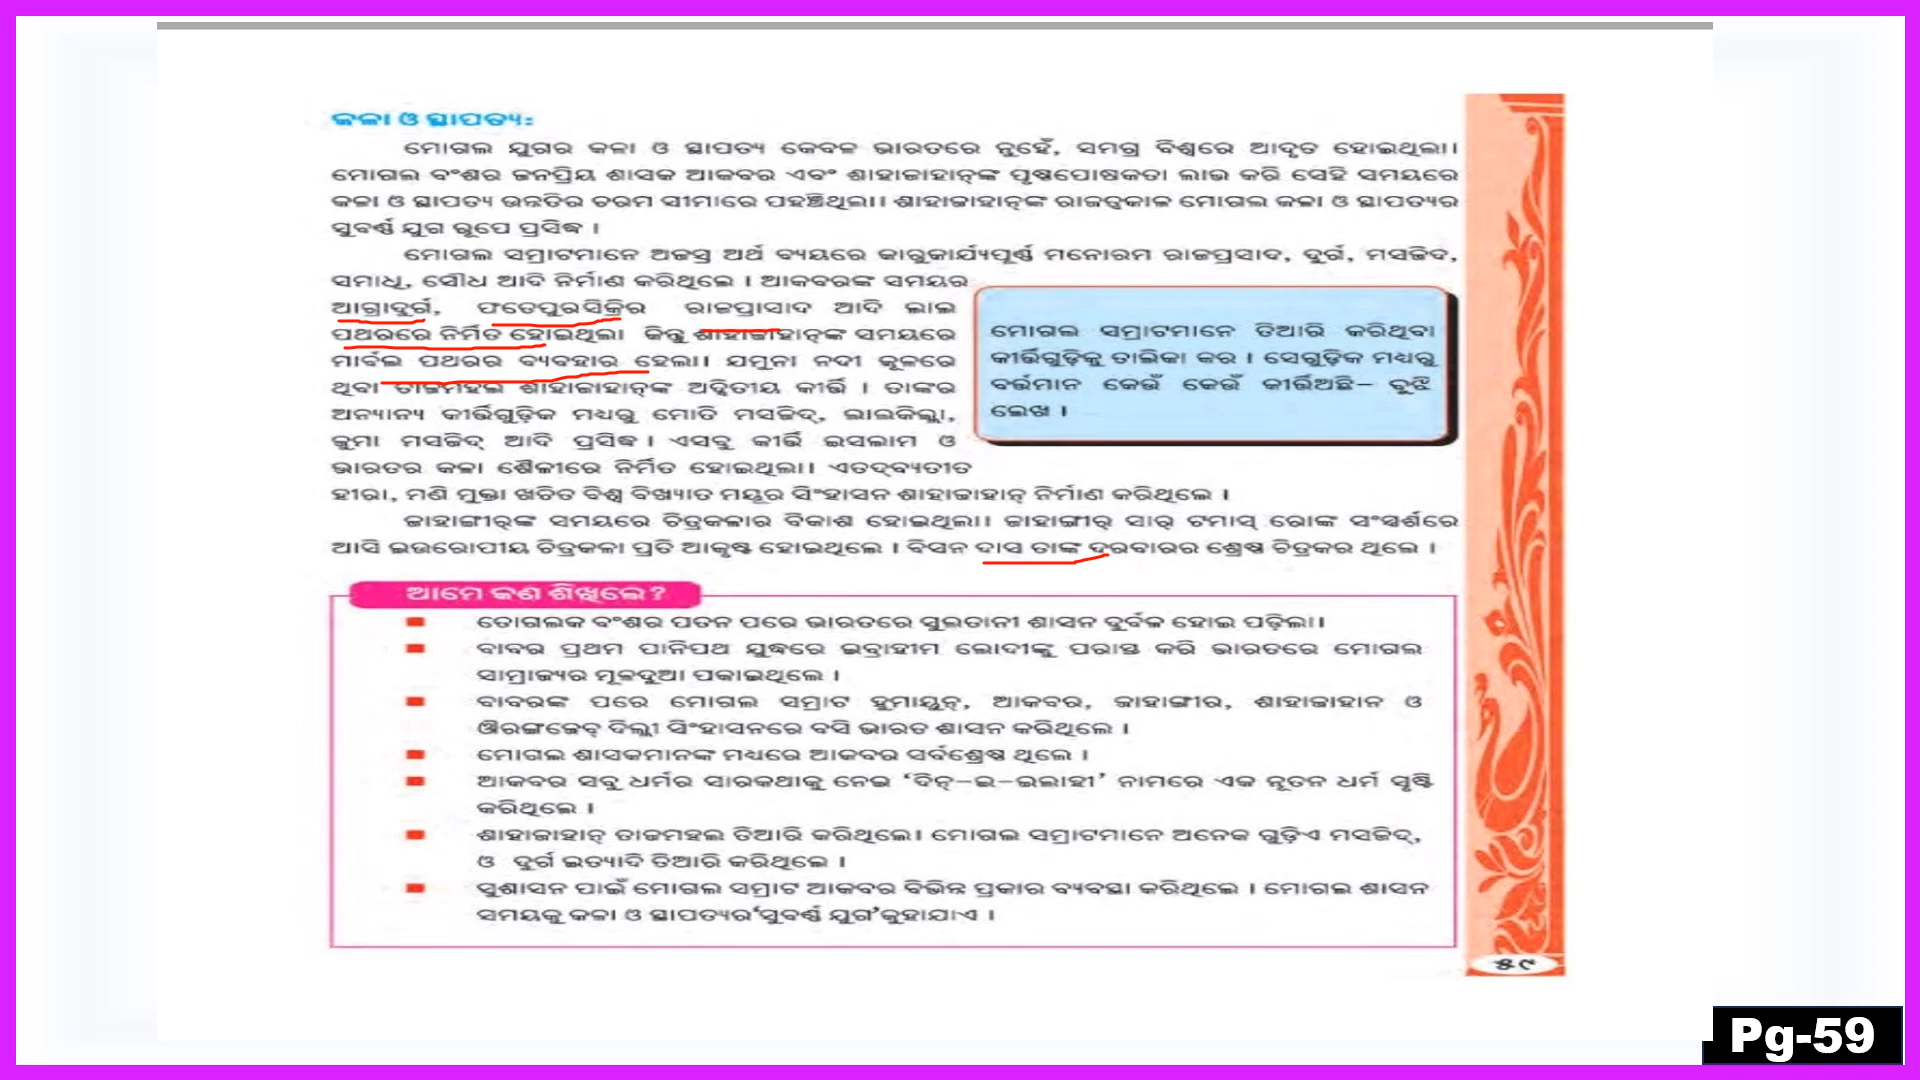 କଳା ଓ ସ୍ଥାପତ୍ୟ:
ମୋଗଲ ଯୁଗର କଳା ଓ ସ୍ଥାପତ୍ୟ କେବଳ ଭାରତରେ ନୁହେଁ, ସମଗ୍ର ବିଶ୍ୱରେ ଆଦୃତ ହୋଇଥିଲା।
ମୋଗଲ ବଂଶର ଜନପ୍ରିୟ ଶାସକ ଆକବର ଏବଂ ଶାହାଜାହାନ୍‌ଙ୍କ ପୃଷ୍ଠପୋଷକତା ଲାଭ କରି ସେହି ସମୟରେ
କଳା ଓ ସ୍ଥାପତ୍ୟ ଉନ୍ନତିର ଚରମ ସୀମାରେ ପହଞ୍ଚିଥିଲା। ଶାହାଜାହାନ୍‌ଙ୍କ ରାଜତ୍ୱକାଳ ମୋଗଲ କଳା ଓ ସ୍ଥାପତ୍ୟର
ସୁବର୍ଣ୍ଣ ଯୁଗ ରୂପେ ପ୍ରସିଦ୍ଧ ।
ମୋଗଲ ସମ୍ରାଟମାନେ ଅଜସ୍ର ଅର୍ଥ ବ୍ୟୟରେ କାରୁକାର୍ଯ୍ୟପୂର୍ଣ୍ଣ ମନୋରମ ରାଜପ୍ରସାଦ, ଦୁର୍ଗ, ମସଜିଦ,
ସମାଧି, ସୌଧ ଆଦି ନିର୍ମାଣ କରିଥିଲେ । ଆକବରଙ୍କ ସମୟର
ଆଗ୍ରାଦୁର୍ଗ, ଫତେପୁରସିକ୍ରିର ରାଜପ୍ରାସାଦ ଆଦି ଲାଲ
ପଥରରେ ନିର୍ମିତ ହୋଇଥିଲା କିନ୍ତୁ ଶାହାଜାହାନ୍‌ଙ୍କ ସମୟରେ
ମାର୍ବଲ ପଥରର ବ୍ୟବହାର ହେଲା। ଯମୁନା ନଦୀ କୂଳରେ
ଥିବା ତାଜମହଲ ଶାହାଜାହାନ୍‌ଙ୍କ ଅଦ୍ୱିତୀୟ କୀର୍ତ୍ତି । ତାଙ୍କର
ଅନ୍ୟାନ୍ୟ କୀର୍ତ୍ତିଗୁଡ଼ିକ ମଧ୍ୟରୁ ମୋତି ମସଜିଦ୍, ଲାଲକିଲ୍ଲା,
ଜୁମା ମସଜିଦ୍ ଆଦି ପ୍ରସିଦ୍ଧ। ଏସବୁ କୀର୍ତ୍ତି ଇସଲାମ ଓ
ଭାରତର କଳା ଶୈଳୀରେ ନିର୍ମିତ ହୋଇଥିଲା। ଏତଦ୍‌ବ୍ୟତୀତ
ହୀରା, ମଣି ମୁକ୍ତା ଖଚିତ ବିଶ୍ୱ ବିଖ୍ୟାତ ମୟୂର ସିଂହାସନ ଶାହାଜାହାନ୍ ନିର୍ମାଣ କରିଥିଲେ ।
ମୋଗଲ ସମ୍ରାଟମାନେ ତିଆରି କରିଥିବା
କୀର୍ତ୍ତିଗୁଡ଼ିକୁ ତାଲିକା କର । ସେଗୁଡ଼ିକ ମଧ୍ୟରୁ
ବର୍ତ୍ତମାନ କେଉଁ କେଉଁ କୀର୍ତ୍ତିଅଛି– ବୁଝି
ଲେଖ ।
ଜାହାଙ୍ଗୀର୍‌ଙ୍କ ସମୟରେ ଚିତ୍ରକଳାର ବିକାଶ ହୋଇଥିଲା। ଜାହାଙ୍ଗୀର୍ ସାର୍ ଟମାସ୍ ରୋଙ୍କ ସଂସ୍ପର୍ଶରେ
ଆସି ଇଉରୋପୀୟ ଚିତ୍ରକଳା ପ୍ରତି ଆକୃଷ୍ଟ ହୋଇଥିଲେ । ବିସନ ଦାସ ତାଙ୍କ ଦରବାରର ଶ୍ରେଷ୍ଠ ଚିତ୍ରକର ଥିଲେ ।
ଆମେ କଣ ଶିଖିଲେ?
ତୋଗଲକ ବଂଶର ପତନ ପରେ ଭାରତରେ ସୁଲତାନୀ ଶାସନ ଦୁର୍ବଳ ହୋଇ ପଡ଼ିଲା।
ବାବର ପ୍ରଥମ ପାନିପଥ ଯୁଦ୍ଧରେ ଇବ୍ରାହୀମ ଲୋଦୀଙ୍କୁ ପରାସ୍ତ କରି ଭାରତରେ ମୋଗଲ
ସାମ୍ରାଜ୍ୟର ମୂଳଦୁଆ ପକାଇଥିଲେ ।
ବାବରଙ୍କ ପରେ ମୋଗଲ ସମ୍ରାଟ ହୁମାୟୁନ୍, ଆକବର, ଜାହାଙ୍ଗୀର, ଶାହାଜାହାନ ଓ
ଔରଙ୍ଗଜେବ୍ ଦିଲ୍ଲୀ ସିଂହାସନରେ ବସି ଭାରତ ଶାସନ କରିଥିଲେ ।
ମୋଗଲ ଶାସକମାନଙ୍କ ମଧ୍ୟରେ ଆକବର ସର୍ବଶ୍ରେଷ୍ଠ ଥିଲେ ।
ଆକବର ସବୁ ଧର୍ମର ସାରକଥାକୁ ନେଇ ‘ଦିନ୍–ଇ–ଇଲାହୀ’ ନାମରେ ଏକ ନୂତନ ଧର୍ମ ସୃଷ୍ଟି
କରିଥିଲେ ।
ଶାହାଜାହାନ୍ ତାଜମହଲ ତିଆରି କରିଥିଲେ। ମୋଗଲ ସମ୍ରାଟମାନେ ଅନେକ ଗୁଡ଼ିଏ ମସଜିଦ୍,
ଓ ଦୁର୍ଗ ଇତ୍ୟାଦି ତିଆରି କରିଥିଲେ ।
ସୁଶାସନ ପାଇଁ ମୋଗଲ ସମ୍ରାଟ ଆକବର ବିଭିନ୍ନ ପ୍ରକାର ବ୍ୟବସ୍ଥା କରିଥିଲେ । ମୋଗଲ ଶାସନ
ସମୟକୁ କଳା ଓ ସ୍ଥାପତ୍ୟର‘ସୁବର୍ଣ୍ଣ ଯୁଗ’କୁହାଯାଏ ।
୫୯
Pg-59